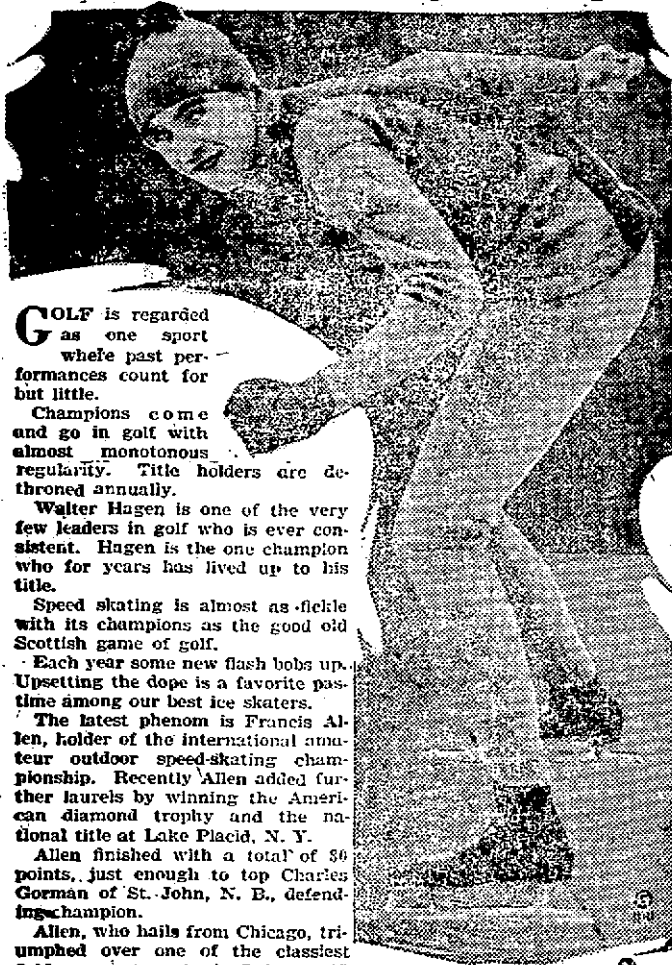 GOLF is regarded
as one sport
where past per-
formances count for
but little.
Champions come
and go in golf with
almost monotonous
regularity. Title holders are de-
throned annually.
Walter Hagen is one of the very
few leaders in golf who is ever con-
sistent. Hagen is the one champion
who for years has lived up to his
title.
Speed skating is almost as fickle
with its champions as the good old
Scottish game of golf.
Each year some new flash bobs up.
Upsetting the dope is a favorite pas-
time among our best ice skaters.
The latest phenom is Francis Al-
len, holder of the international ama-
teur outdoor speed-skating cham-
pionship. Recently Allen added fur-
ther laurels by winning the Ameri-
can diamond trophy and the na-
tional title at Lake Placid, N. Y.
Allen finished with a total of
points, just enough to top Charles
Gorman of St. John, N. B., defend-
ing champion.
Allen, who hails from Chicago, tri-
umphed over one of the classiest